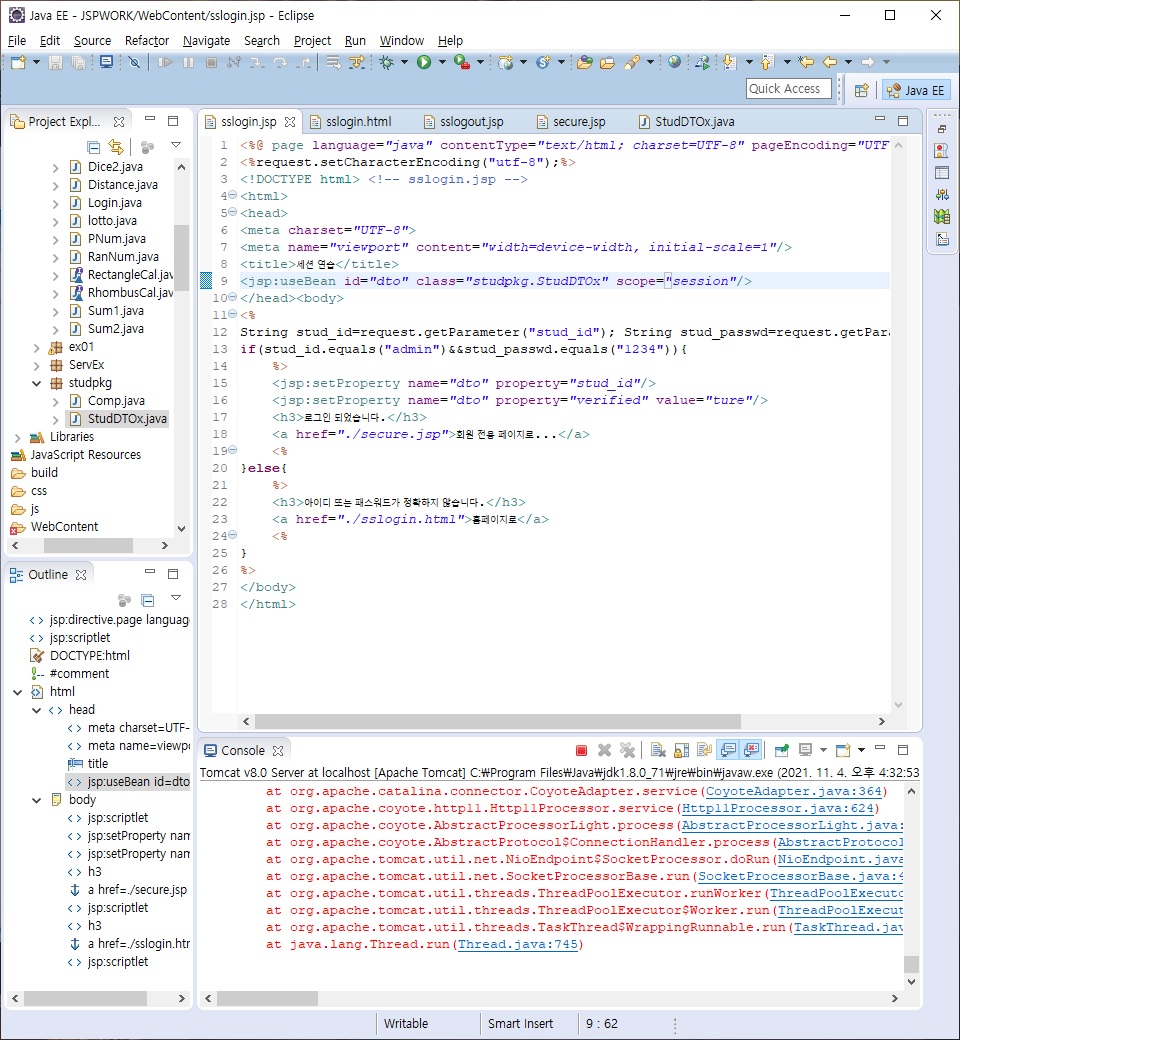 Java EE - JSPWORK/WebContent/sslogin.jsp - Eclipse
File Edit Source Refactor Navigate Search Project Run Window Help
Quick Access
Java EE
Project Expl...
Dice2.java
Distance.java
Login.java
lotto.java
PNum.java
RanNum.java
RectangleCal.jav
RhombusCal.jav
Sum1.java
Sum2.java
ex01
ServEx
studpkg
Comp.java
StudDTOx.java
Libraries
JavaScript Resources
build
css
js
WebContent
Outline
jsp:directive.page languag
jsp:scriptlet
DOCTYPE:html
#comment
html
head
meta charset=UTF-
meta name=viewp
title
jsp:useBean id=dto
body
jsp:scriptlet
jsp:setProperty nam
jsp:setProperty nam
h3
a href=./secure.jsp
jsp:scriptlet
h3
a href=./sslogin.htr
jsp:scriptlet
sslogin.jsp sslogin.html sslogout.jsp secure.jsp StudDTOx.java
1 <%@ page language="java" contentType="text/html; charset=UTF-8" pageEncoding="UTF
2 <%request.setCharacterEncoding("utf-8");%>
3 <!DOCTYPE html> <!-- sslogin.jsp -->
4 <html>
5 <head>
6 <meta charset="UTF-8">
7 <meta name="viewport" content="width=device-width, initial-scale=1"/>
8 <title>세션 연습</title>
9 <jsp:useBean id="dto" class="studpkg.StudDTOx" scope="session"/>
10 </head><body>
11 <%
12 String stud_id=request.getParameter("stud_id"); String stud_passwd=request.getPara
13 if(stud_id.equals("admin")&&stud_passwd.equals("1234")){
14 %>
15 <jsp:setProperty name="dto" property="stud_id"/>
16 <jsp:setProperty name="dto" property="verified" value="ture"/>
17 <h3>로그인 되었습니다.</h3>
18 <a href="./secure.jsp">회원 전용 페이지로...</a>
19 <%
20 }else{
21 %>
22 <h3>아이디 또는 패스워드가 정확하지 않습니다.</h3>
23 <a href="./sslogin.html">홈페이지로</a>
24 <%
25 }
26 %>
27 </body>
28 </html>
Console
Tomcat v8.0 Server at localhost [Apache Tomcat] C:₩Program Files₩Java₩jdk1.8.0_71₩jre₩bin₩javaw.exe (2021. 11. 4. 오후 4:32:53
at org.apache.catalina.connector.CoyoteAdapter.service(CoyoteAdapter.java:364)
at org.apache.coyote.http11.Http11Processor.service(Http11Processor.java:624)
at org.apache.coyote.AbstractProcessorLight.process(AbstractProcessorLight.java:
at org.apache.coyote.AbstractProtocol$ConnectionHandler.process(AbstractProtocol
at org.apache.tomcat.util.net.NioEndpoint$SocketProcessor.doRun(NioEndpoint.java
at org.apache.tomcat.util.net.SocketProcessorBase.run(SocketProcessorBase.java:4
at org.apache.tomcat.util.threads.ThreadPoolExecutor.runWorker(ThreadPoolExecuto
at org.apache.tomcat.util.threads.ThreadPoolExecutor$Worker.run(ThreadPoolExecut
at org.apache.tomcat.util.threads.TaskThread$WrappingRunnable.run(TaskThread.jav
at java.lang.Thread.run(Thread.java:745)
Writable Smart Insert 9 : 62